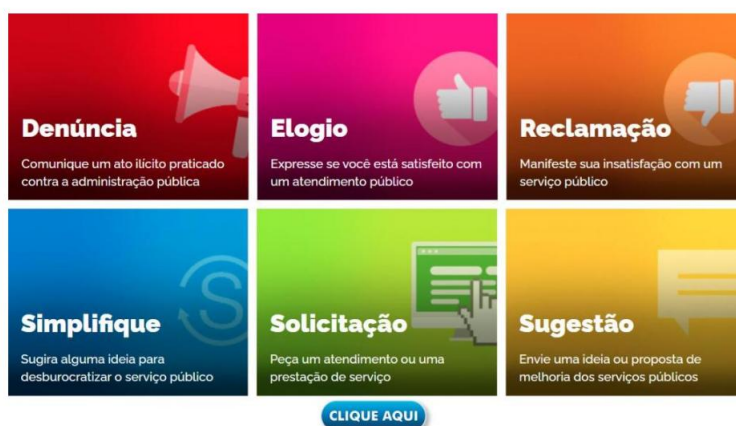 Denúncia
Comunique um ato ilícito praticado
contra a administração pública
Elogio
Expresse se você está satisfeito com
um atendimento público
Reclamação
Manifeste sua insatisfação com um
serviço público
Simplifique
Sugira alguma ideia para
desburocratizar o serviço público
Solicitação
Peça um atendimento ou uma
prestação de serviço
Sugestão
Envie uma ideia ou proposta de
melhoria dos serviços públicos
CLIQUE AQUI